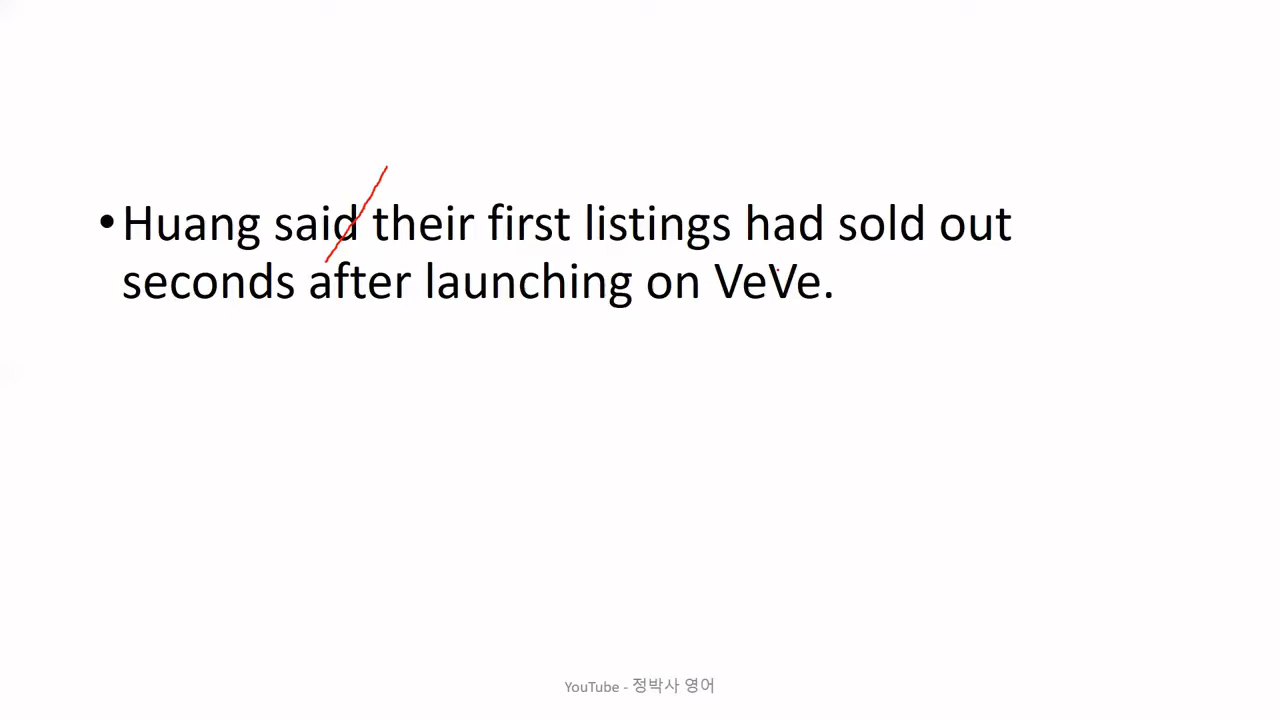 •Huang said their first listings had sold out
seconds after launching on VeVe.
YouTube - 정박사 영어